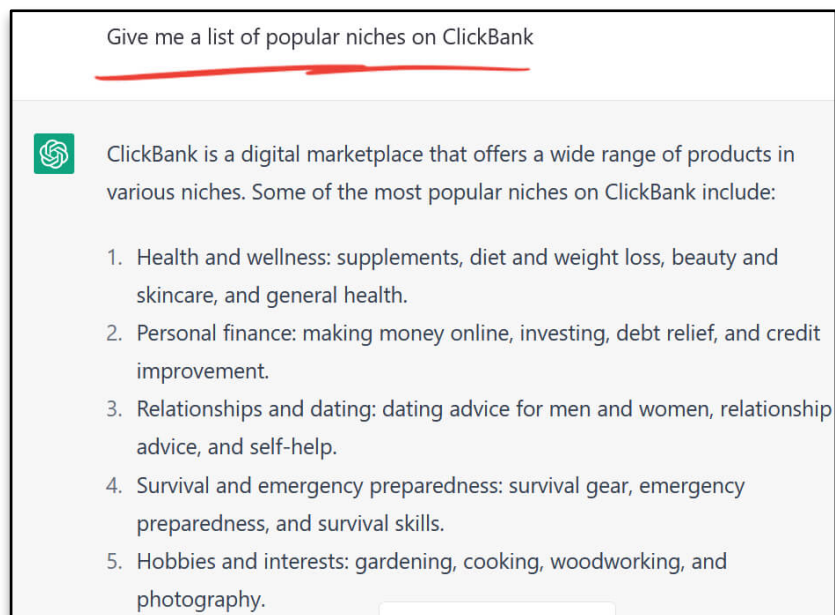 Give me a list of popular niches on ClickBank
ClickBank is a digital marketplace that offers a wide range of products in
various niches. Some of the most popular niches on ClickBank include:
1. Health and wellness: supplements, diet and weight loss, beauty and
skincare, and general health.
2. Personal finance: making money online, investing, debt relief, and credit
improvement.
3. Relationships and dating: dating advice for men and women, relationship
advice, and self-help.
4. Survival and emergency preparedness: survival gear, emergency
preparedness, and survival skills.
5. Hobbies and interests: gardening, cooking, woodworking, and
photography.